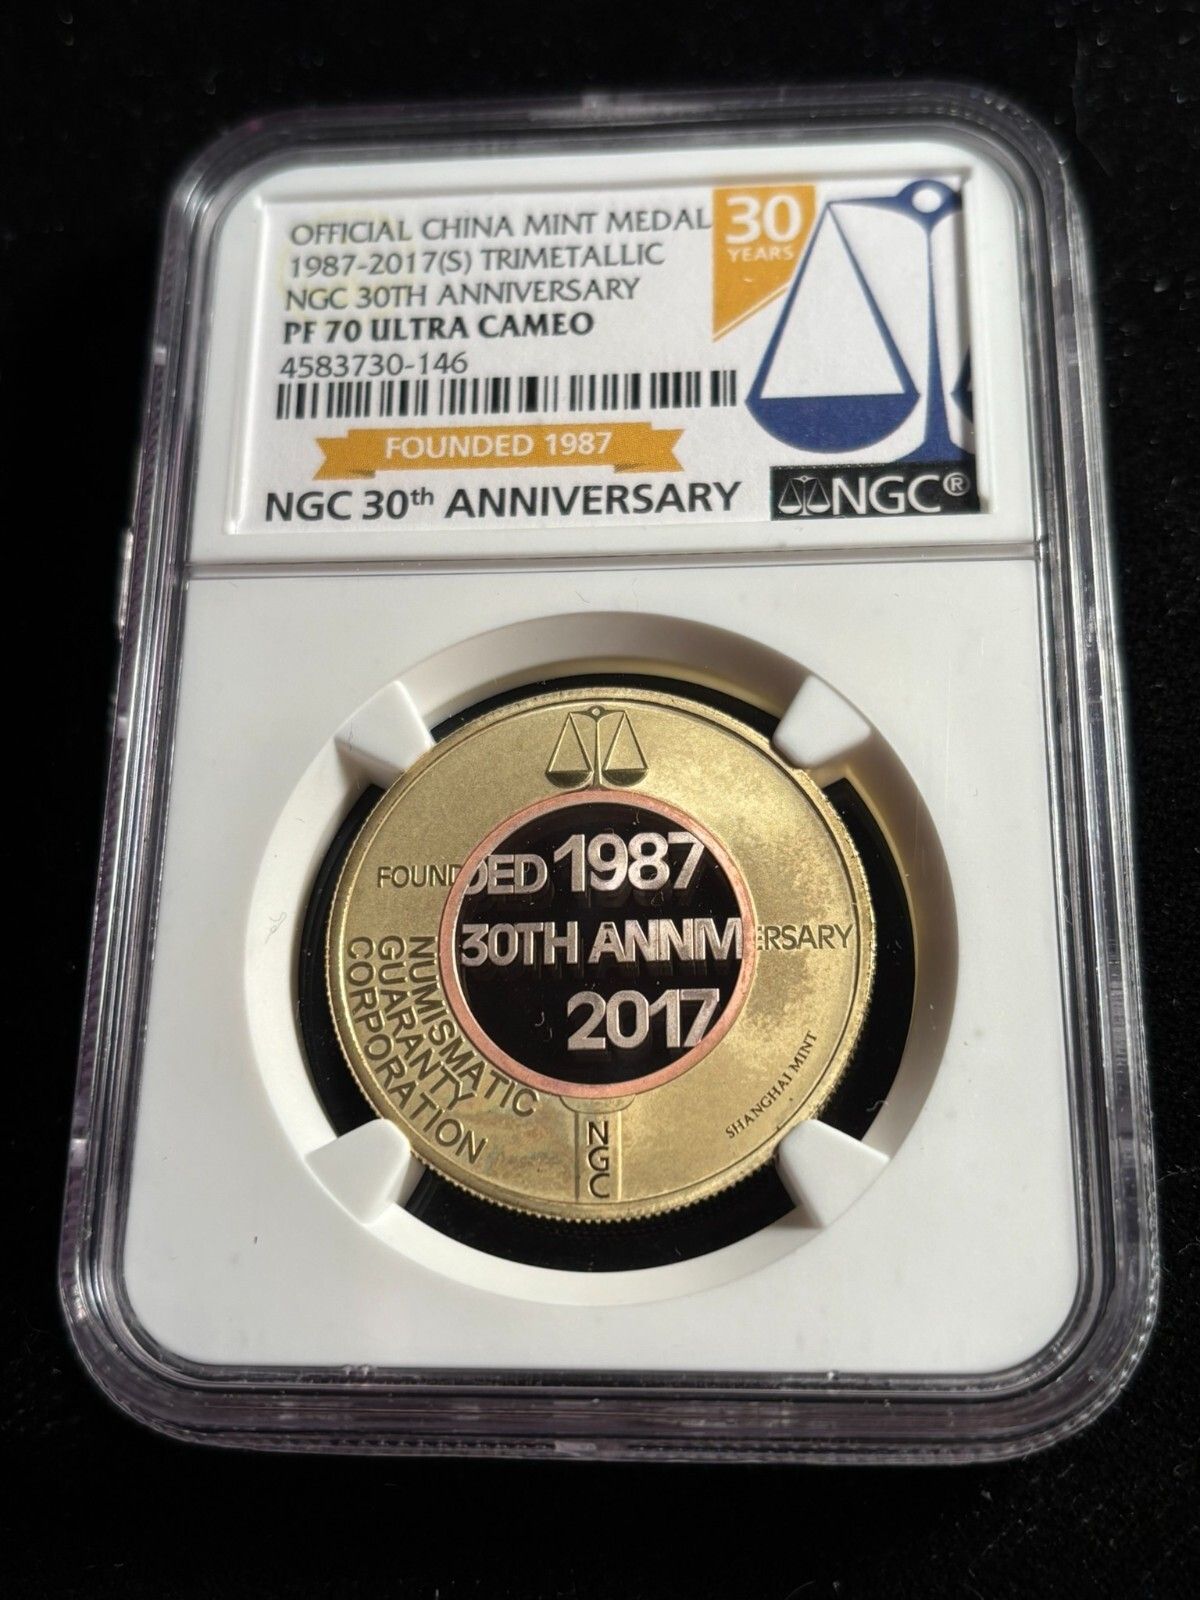 OFFICIAL CHINA MINT MEDAL
1987-2017(S) TRIMETALLIC
NGC 30TH ANNIVERSARY
PF 70 ULTRA CAMEO
4583730-146
30
YEARS
FOUNDED 1987
NGC 30th ANNIVERSARY
NGC®
FOUNDED 1987
30TH ANNIVERSARY
2017
NUMISMATIC
GUARANTY
CORPORATION
NGC
SHANGHAI MINT